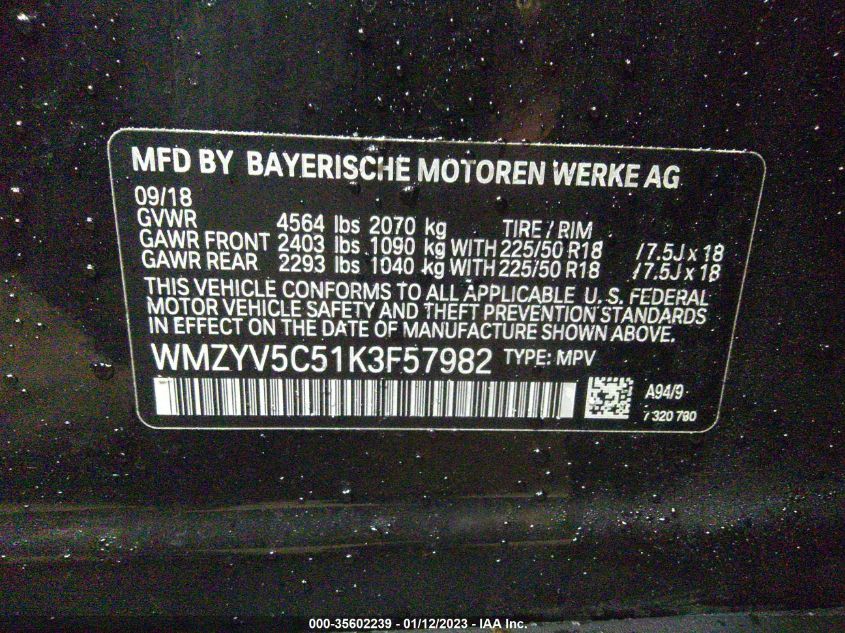 MFD BY BAYERISCHE MOTOREN WERKE AG
09/18
GVWR 4564 lbs 2070 kg TIRE / RIM
GAWR FRONT 2403 lbs 1090 kg WITH 225/50 R18 /7.5J x 18
GAWR REAR 2293 lbs 1040 kg WITH 225/50 R18 /7.5J x 18
THIS VEHICLE CONFORMS TO ALL APPLICABLE U. S. FEDERAL
MOTOR VEHICLE SAFETY AND THEFT PREVENTION STANDARDS
IN EFFECT ON THE DATE OF MANUFACTURE SHOWN ABOVE.
WMZYV5C51K3F57982 TYPE: MPV
A94/9
7 320 780
000-35602239 - 01/12/2023 - IAA Inc.